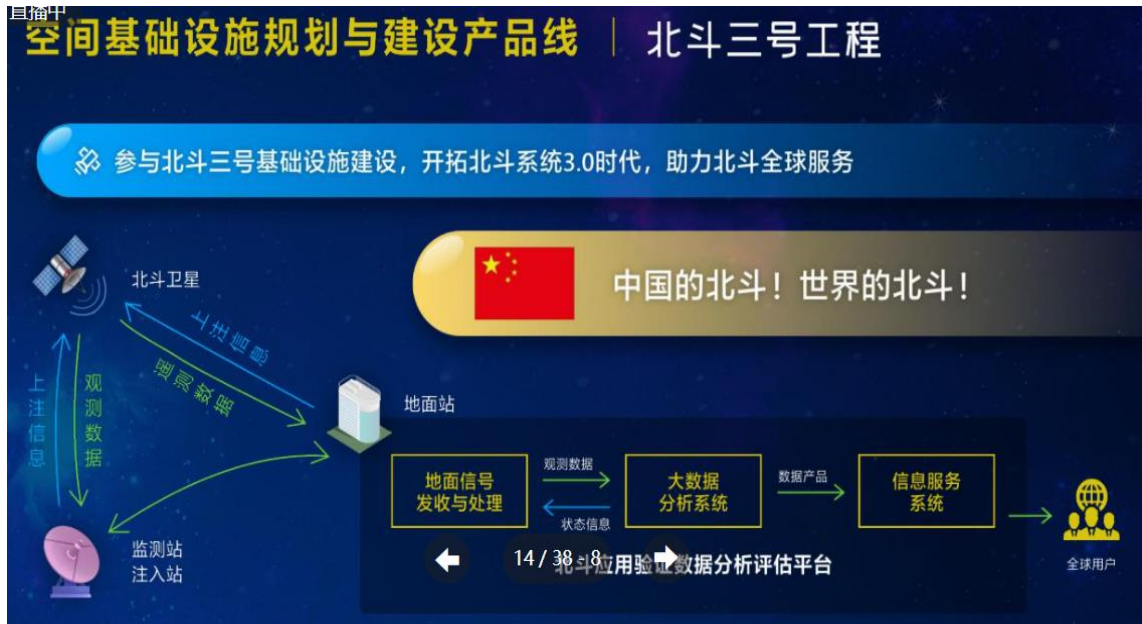 直播中
空间基础设施规划与建设产品线 | 北斗三号工程
参与北斗三号基础设施建设，开拓北斗系统3.0时代，助力北斗全球服务
中国的北斗！世界的北斗！
北斗卫星
上注信息
遥测数据
上注信息
观测数据
地面站
监测站
注入站
地面信号
发收与处理
观测数据
状态信息
大数据
分析系统
数据产品
信息服务
系统
全球用户
14 / 38 - 8
北斗应用验证数据分析评估平台